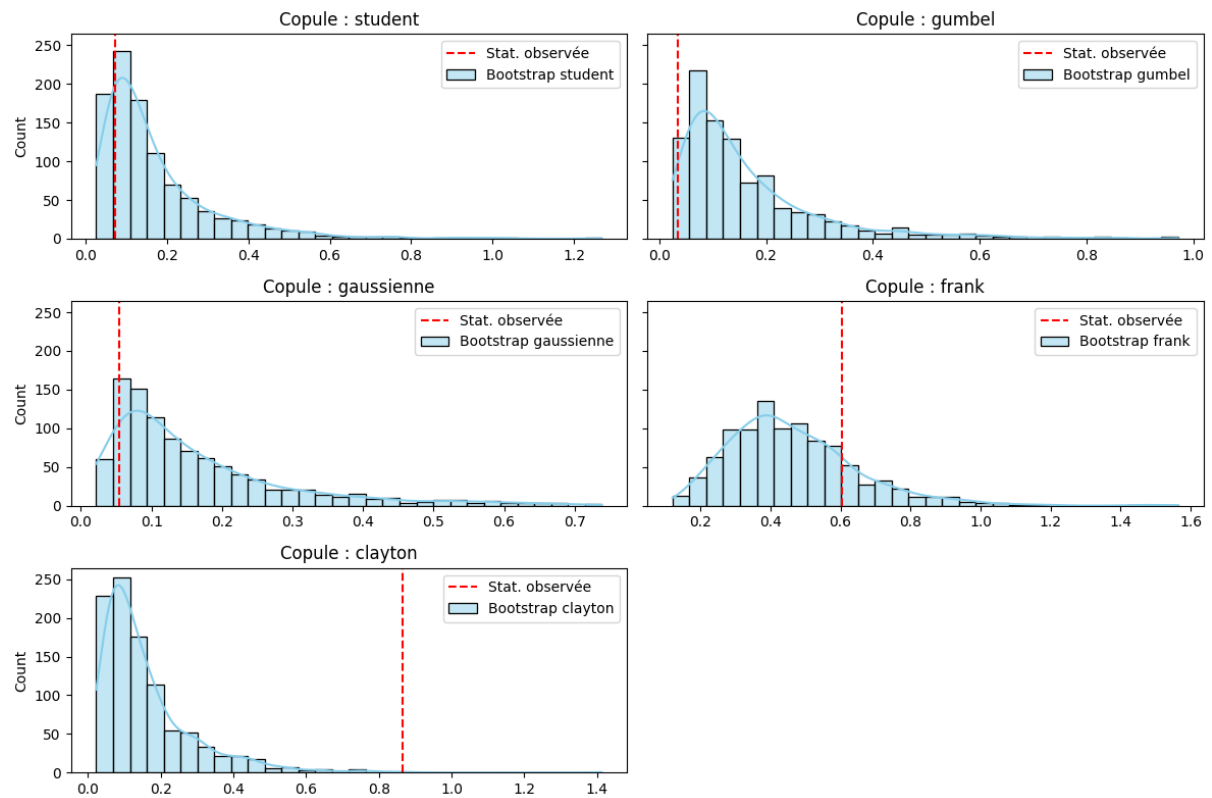 Copule : student
Stat. observée
Bootstrap student
Count
250
200
150
100
50
0
0.0 0.2 0.4 0.6 0.8 1.0 1.2
Copule : gumbel
Stat. observée
Bootstrap gumbel
0.0 0.2 0.4 0.6 0.8 1.0
Copule : gaussienne
Stat. observée
Bootstrap gaussienne
Count
250
200
150
100
50
0
0.0 0.1 0.2 0.3 0.4 0.5 0.6 0.7
Copule : frank
Stat. observée
Bootstrap frank
0.2 0.4 0.6 0.8 1.0 1.2 1.4 1.6
Copule : clayton
Stat. observée
Bootstrap clayton
Count
250
200
150
100
50
0
0.0 0.2 0.4 0.6 0.8 1.0 1.2 1.4